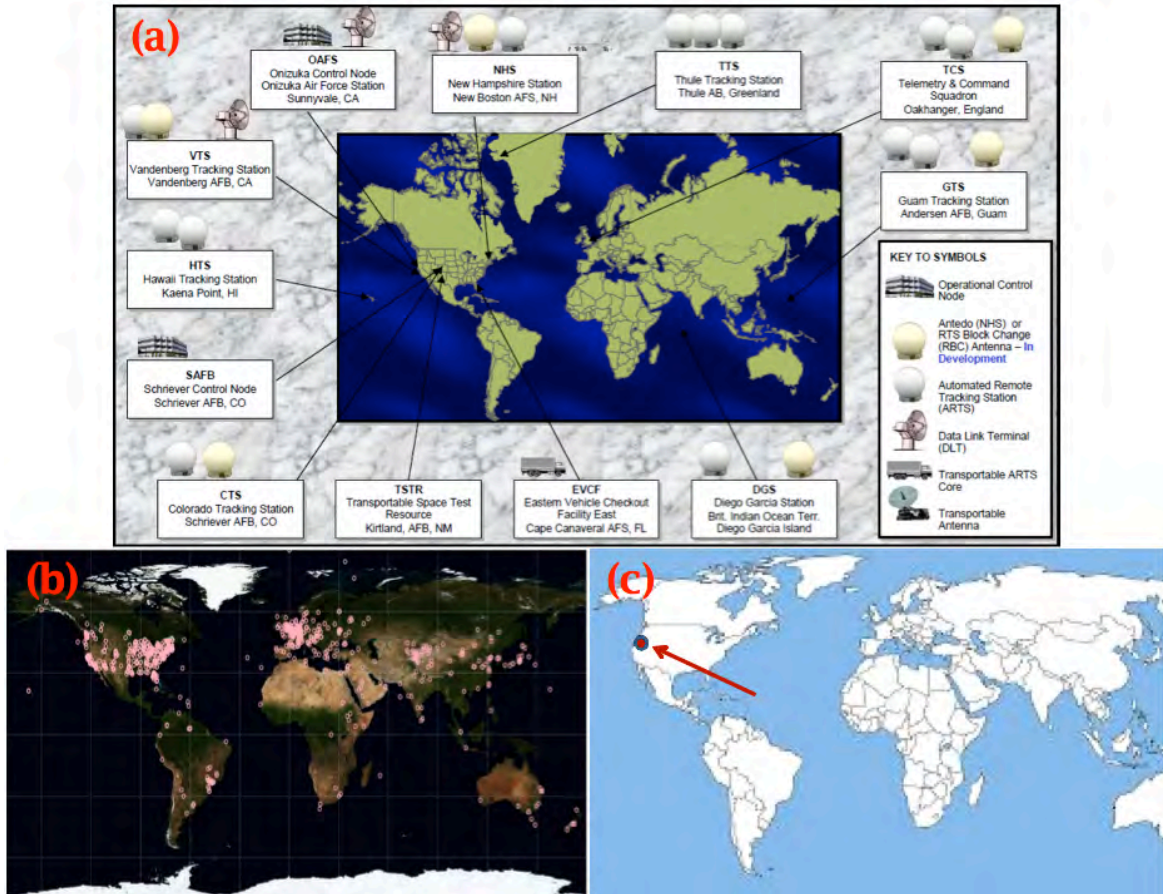 (a)
OAFS
Onizuka Control Node
Onizuka Air Force Station
Sunnyvale, CA
NHS
New Hampshire Station
New Boston AFS, NH
TTS
Thule Tracking Station
Thule AB, Greenland
TCS
Telemetry & Command
Squadron
Oakhanger, England
VTS
Vandenberg Tracking Station
Vandenberg AFB, CA
GTS
Guam Tracking Station
Andersen AFB, Guam
HTS
Hawaii Tracking Station
Kaena Point, HI
SAFB
Schriever Control Node
Schriever AFB, CO
KEY TO SYMBOLS
Operational Control
Node
Antedo (NHS) or
RTS Block Change
(RBC) Antenna – In
Development
Automated Remote
Tracking Station
(ARTS)
Data Link Terminal
(DLT)
Transportable ARTS
Core
Transportable
Antenna
CTS
Colorado Tracking Station
Schriever AFB, CO
TSTR
Transportable Space Test
Resource
Kirtland, AFB, NM
EVCF
Eastern Vehicle Checkout
Facility East
Cape Canaveral AFS, FL
DGS
Diego Garcia Station
Brit. Indian Ocean Terr.
Diego Garcia Island
(b)
(c)